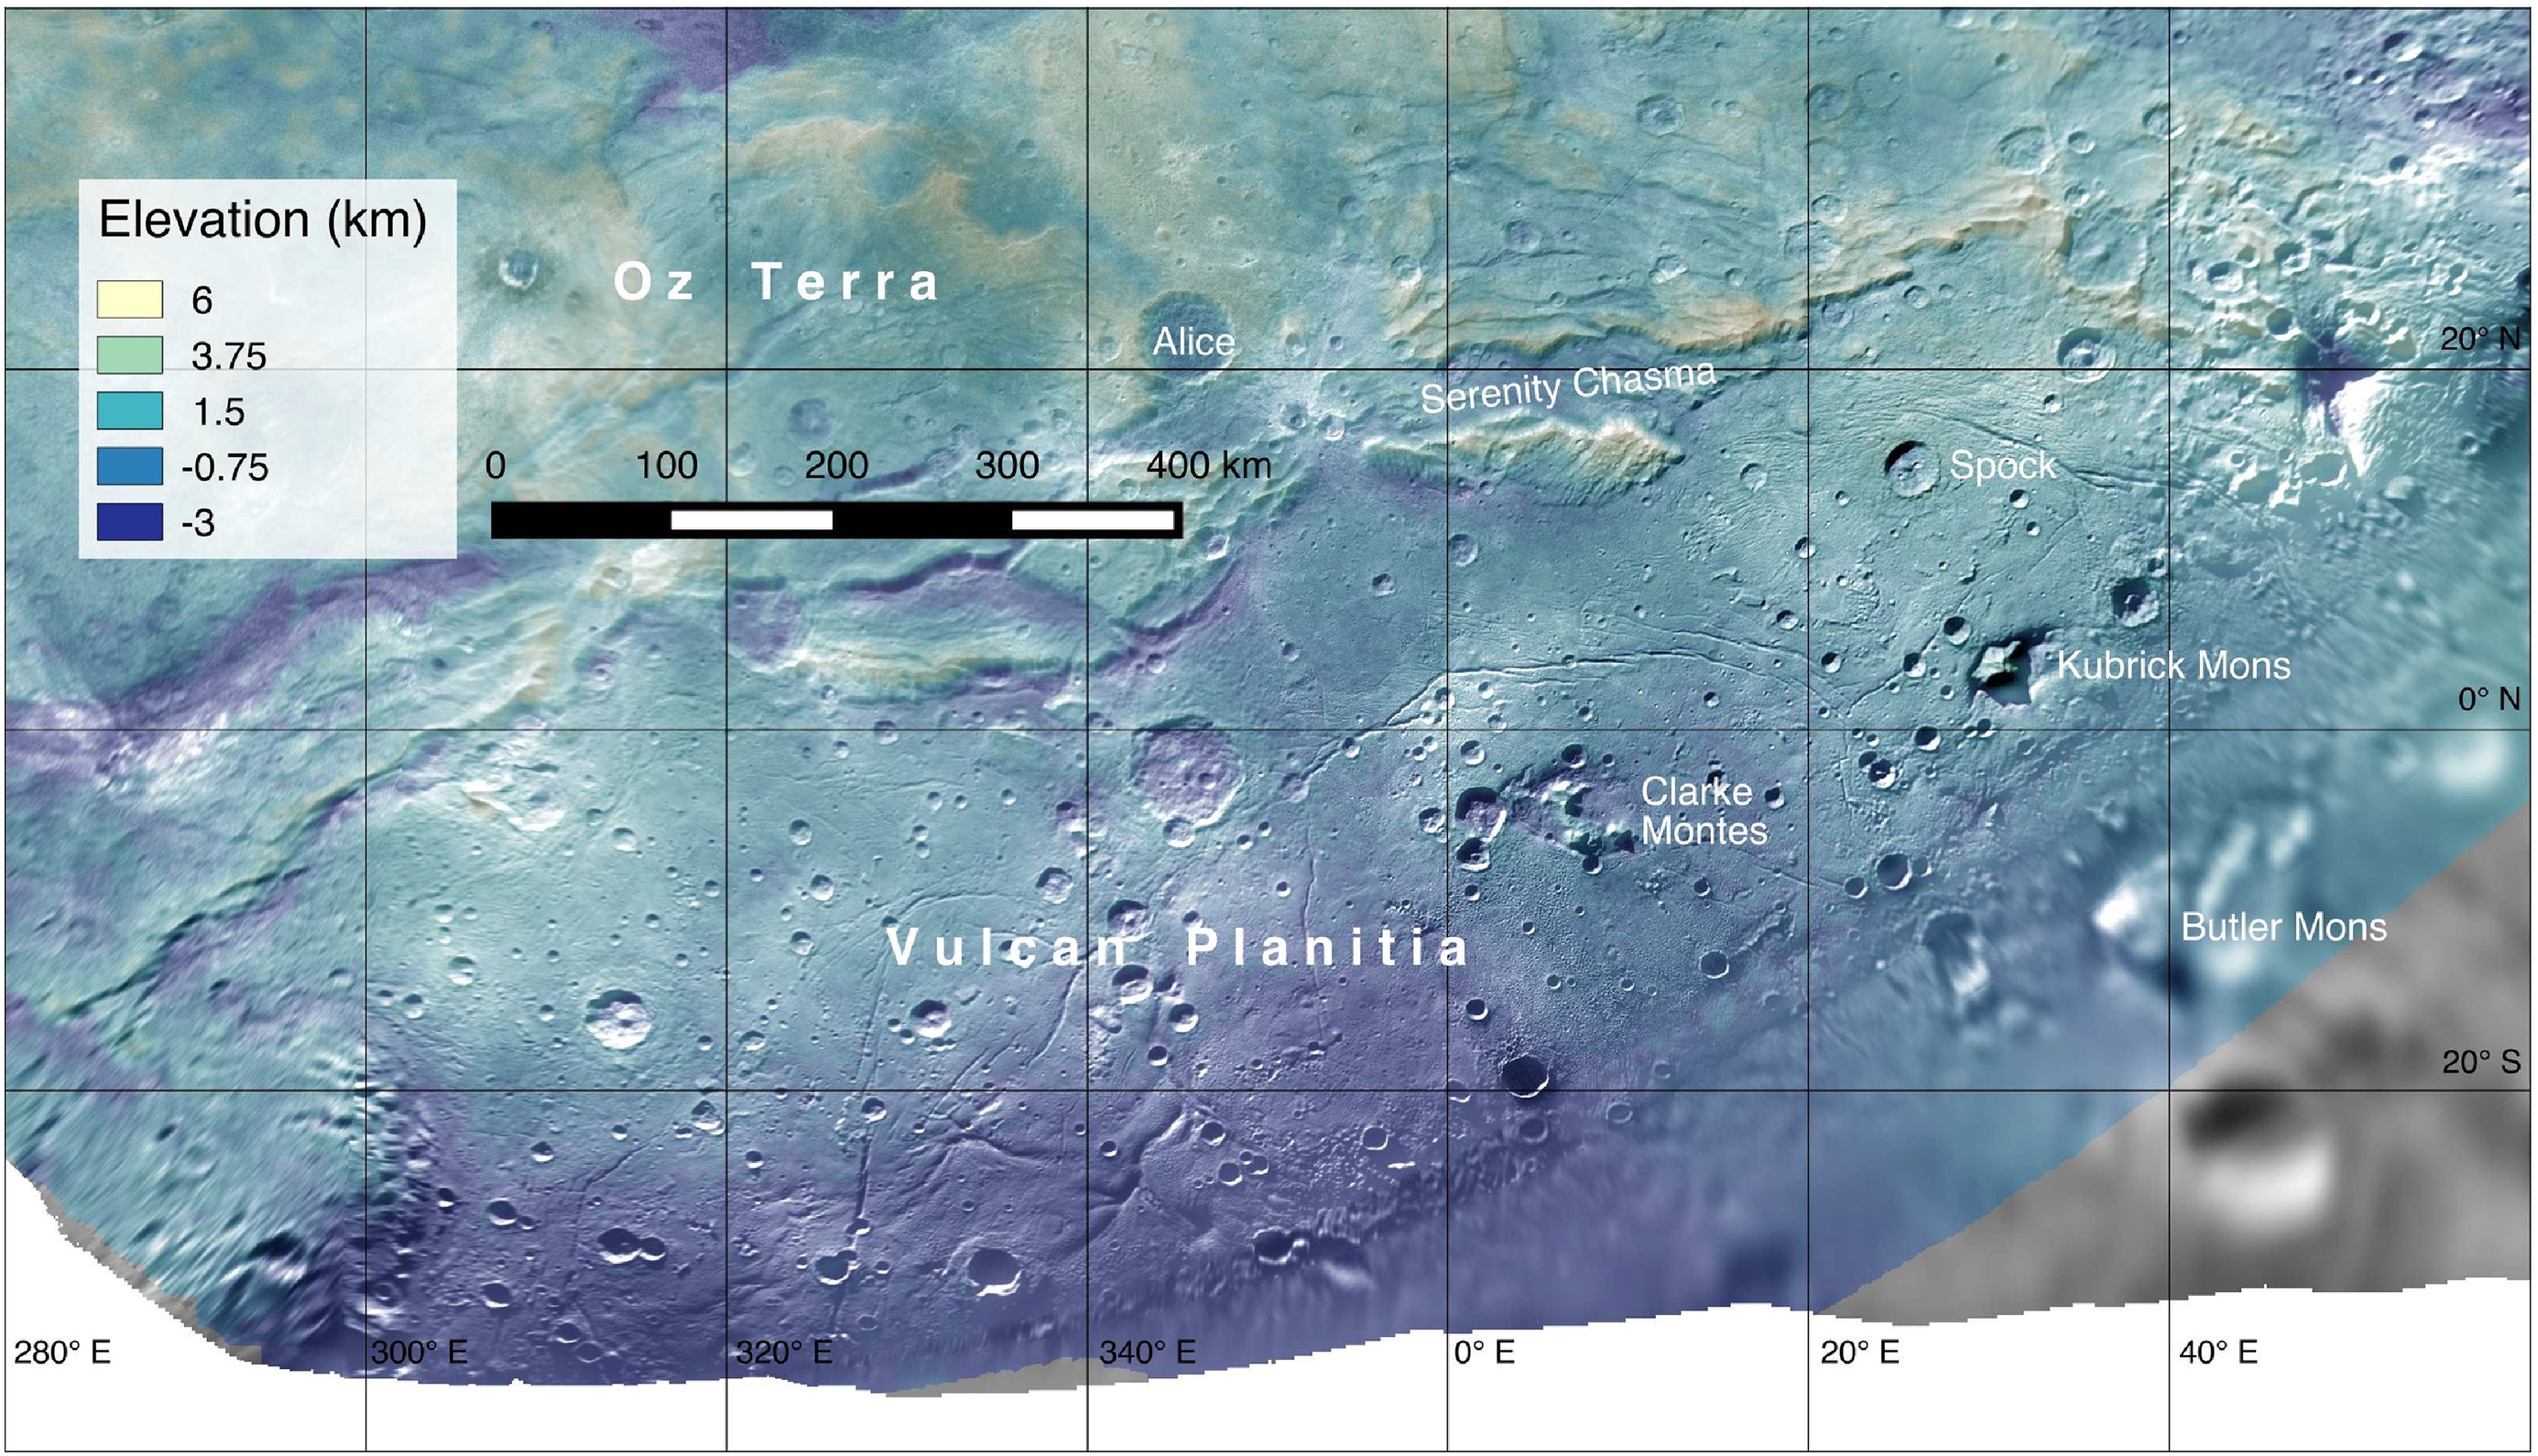 Elevation (km)
6
3.75
1.5
-0.75
-3
Oz Terra
Alice
20° N
Serenity Chasma
0 100 200 300 400 km
Spock
Kubrick Mons
0° N
Clarke
Montes
Butler Mons
Vulcan Planitia
20° S
280° E 300° E 320° E 340° E 0° E 20° E 40° E